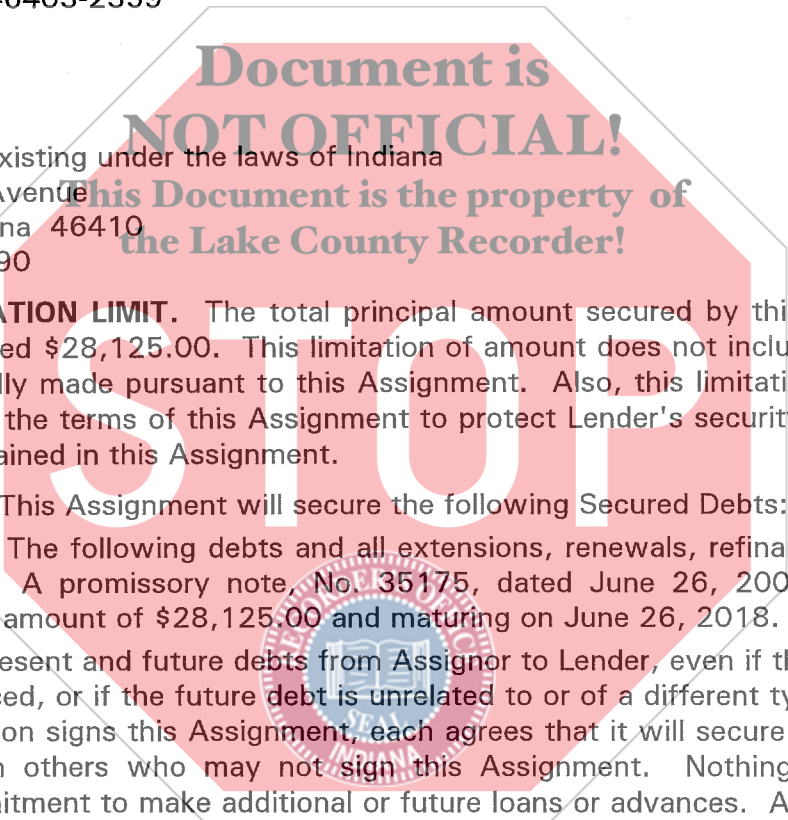 46403-2359
Document is
NOT OFFICIAL!
xisting under the laws of Indiana
Avenue
This Document is the property of
na 46410
the Lake County Recorder!
90
ATION LIMIT. The total principal amount secured by thi
ed $28,125.00. This limitation of amount does not inclu
lly made pursuant to this Assignment. Also, this limitati
the terms of this Assignment to protect Lender's securit
ained in this Assignment.
STOP
This Assignment will secure the following Secured Debts:
The following debts and all extensions, renewals, refina
A promissory note, No. 35175, dated June 26, 200
amount of $28,125.00 and maturing on June 26, 2018.
esent and future debts from Assignor to Lender, even if th
ced, or if the future debt is unrelated to or of a different ty
on signs this Assignment, each agrees that it will secure
n others who may not sign this Assignment. Nothing
itment to make additional or future loans or advances. A
RECORDER'S OFFICE
SEAL
INDIANA